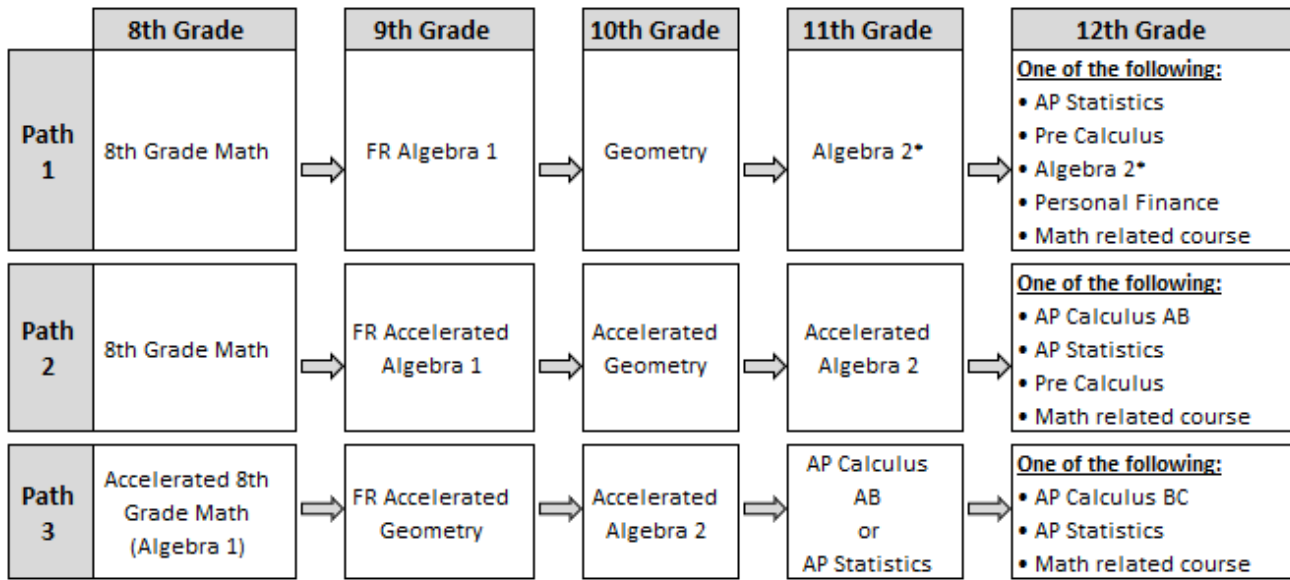 8th Grade
9th Grade
10th Grade
11th Grade
12th Grade
Path
1
8th Grade Math
FR Algebra 1
Geometry
Algebra 2*
One of the following:
• AP Statistics
• Pre Calculus
• Algebra 2*
• Personal Finance
• Math related course
Path
2
8th Grade Math
FR Accelerated
Algebra 1
Accelerated
Geometry
Accelerated
Algebra 2
One of the following:
• AP Calculus AB
• AP Statistics
• Pre Calculus
• Math related course
Path
3
Accelerated 8th
Grade Math
(Algebra 1)
FR Accelerated
Geometry
Accelerated
Algebra 2
AP Calculus
AB
or
AP Statistics
One of the following:
• AP Calculus BC
• AP Statistics
• Math related course